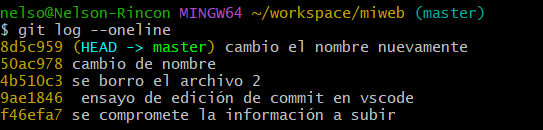 nelso@Nelson-Rincon MINGW64 ~/workspace/miweb (master)
$ git log --oneline
8d5c959 (HEAD -> master) cambio el nombre nuevamente
50ac978 cambio de nombre
4b510c3 se borro el archivo 2
9ae1846  ensayo de edición de commit en vscode
f46efa7 se compromete la información a subir